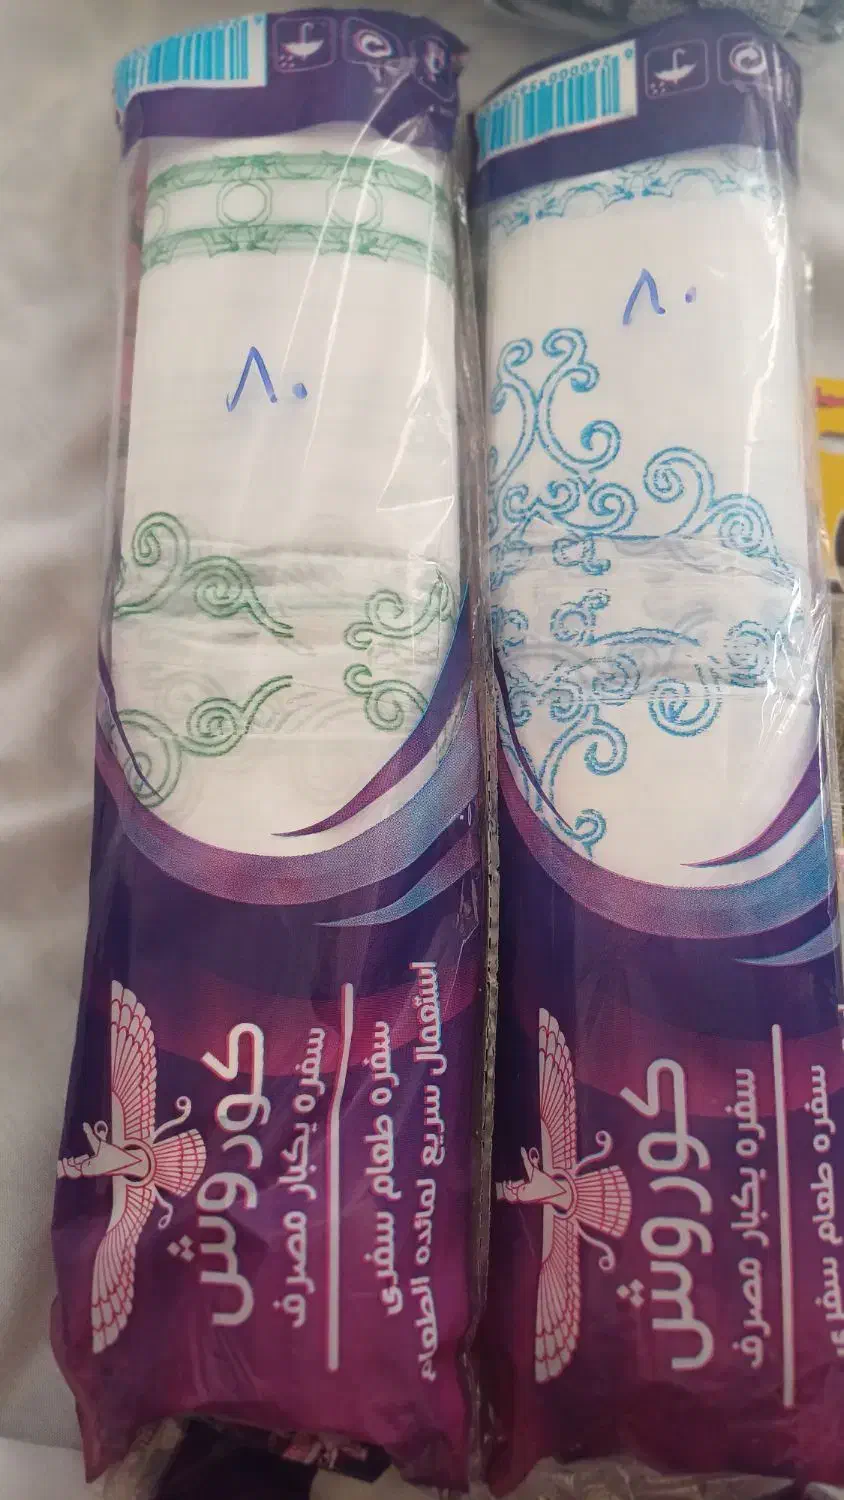 ۸۰
کوروش
سفره یکبار مصرف
سفره طعام سفری
استعمال سریع لمائده الطعام
۸۰
کوروش
سفره یکبار مصرف
سفره طعام سفری